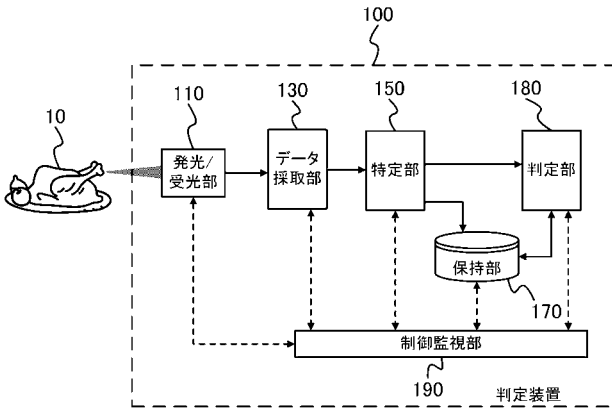 100
110
130
150
180
10
発光/
受光部
データ
採取部
特定部
判定部
保持部
170
制御監視部
190
判定装置